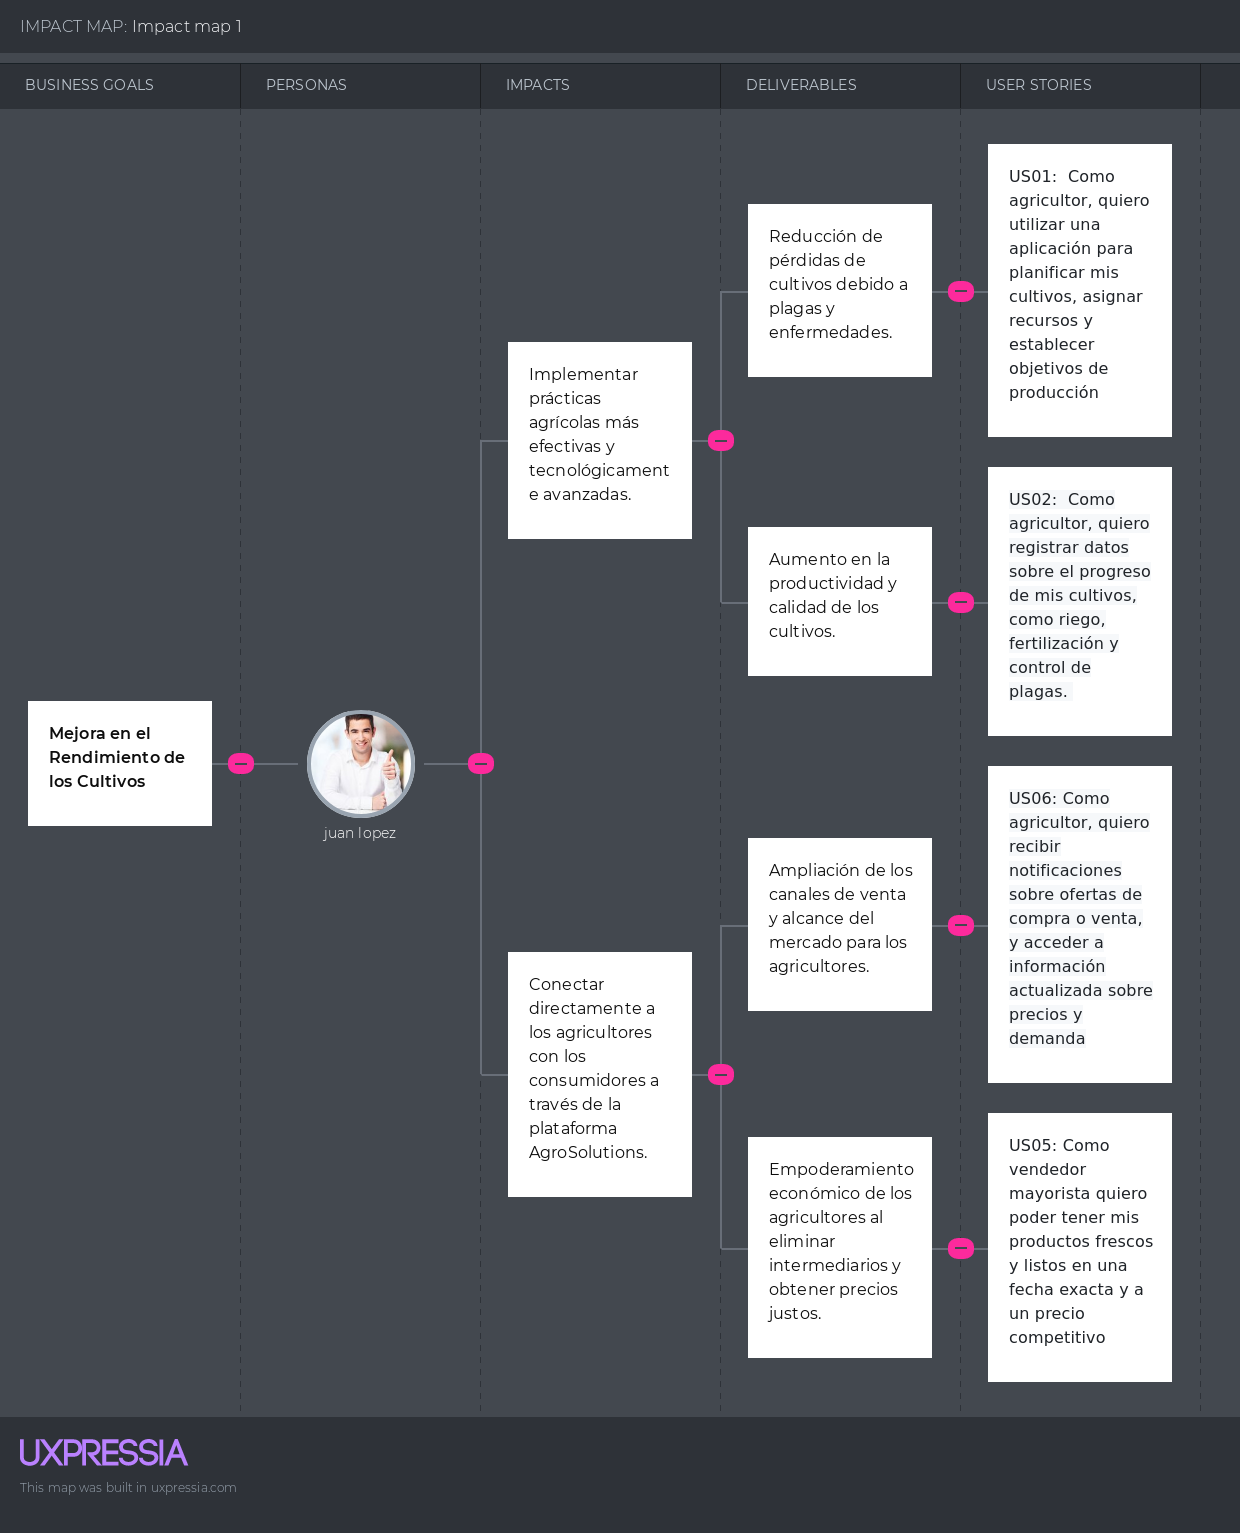 IMPACT MAP: Impact map 1
BUSINESS GOALS
PERSONAS
IMPACTS
DELIVERABLES
USER STORIES
Mejora en el
Rendimiento de
los Cultivos
juan lopez
Implementar
prácticas
agrícolas más
efectivas y
tecnológicament
e avanzadas.
Conectar
directamente a
los agricultores
con los
consumidores a
través de la
plataforma
AgroSolutions.
Reducción de
pérdidas de
cultivos debido a
plagas y
enfermedades.
Aumento en la
productividad y
calidad de los
cultivos.
Ampliación de los
canales de venta
y alcance del
mercado para los
agricultores.
Empoderamiento
económico de los
agricultores al
eliminar
intermediarios y
obtener precios
justos.
US01:  Como
agricultor, quiero
utilizar una
aplicación para
planificar mis
cultivos, asignar
recursos y
establecer
objetivos de
producción
US02:  Como
agricultor, quiero
registrar datos
sobre el progreso
de mis cultivos,
como riego,
fertilización y
control de
plagas.
US06: Como
agricultor, quiero
recibir
notificaciones
sobre ofertas de
compra o venta,
y acceder a
información
actualizada sobre
precios y
demanda
US05: Como
vendedor
mayorista quiero
poder tener mis
productos frescos
y listos en una
fecha exacta y a
un precio
competitivo
UXPRESSIA
This map was built in uxpressia.com